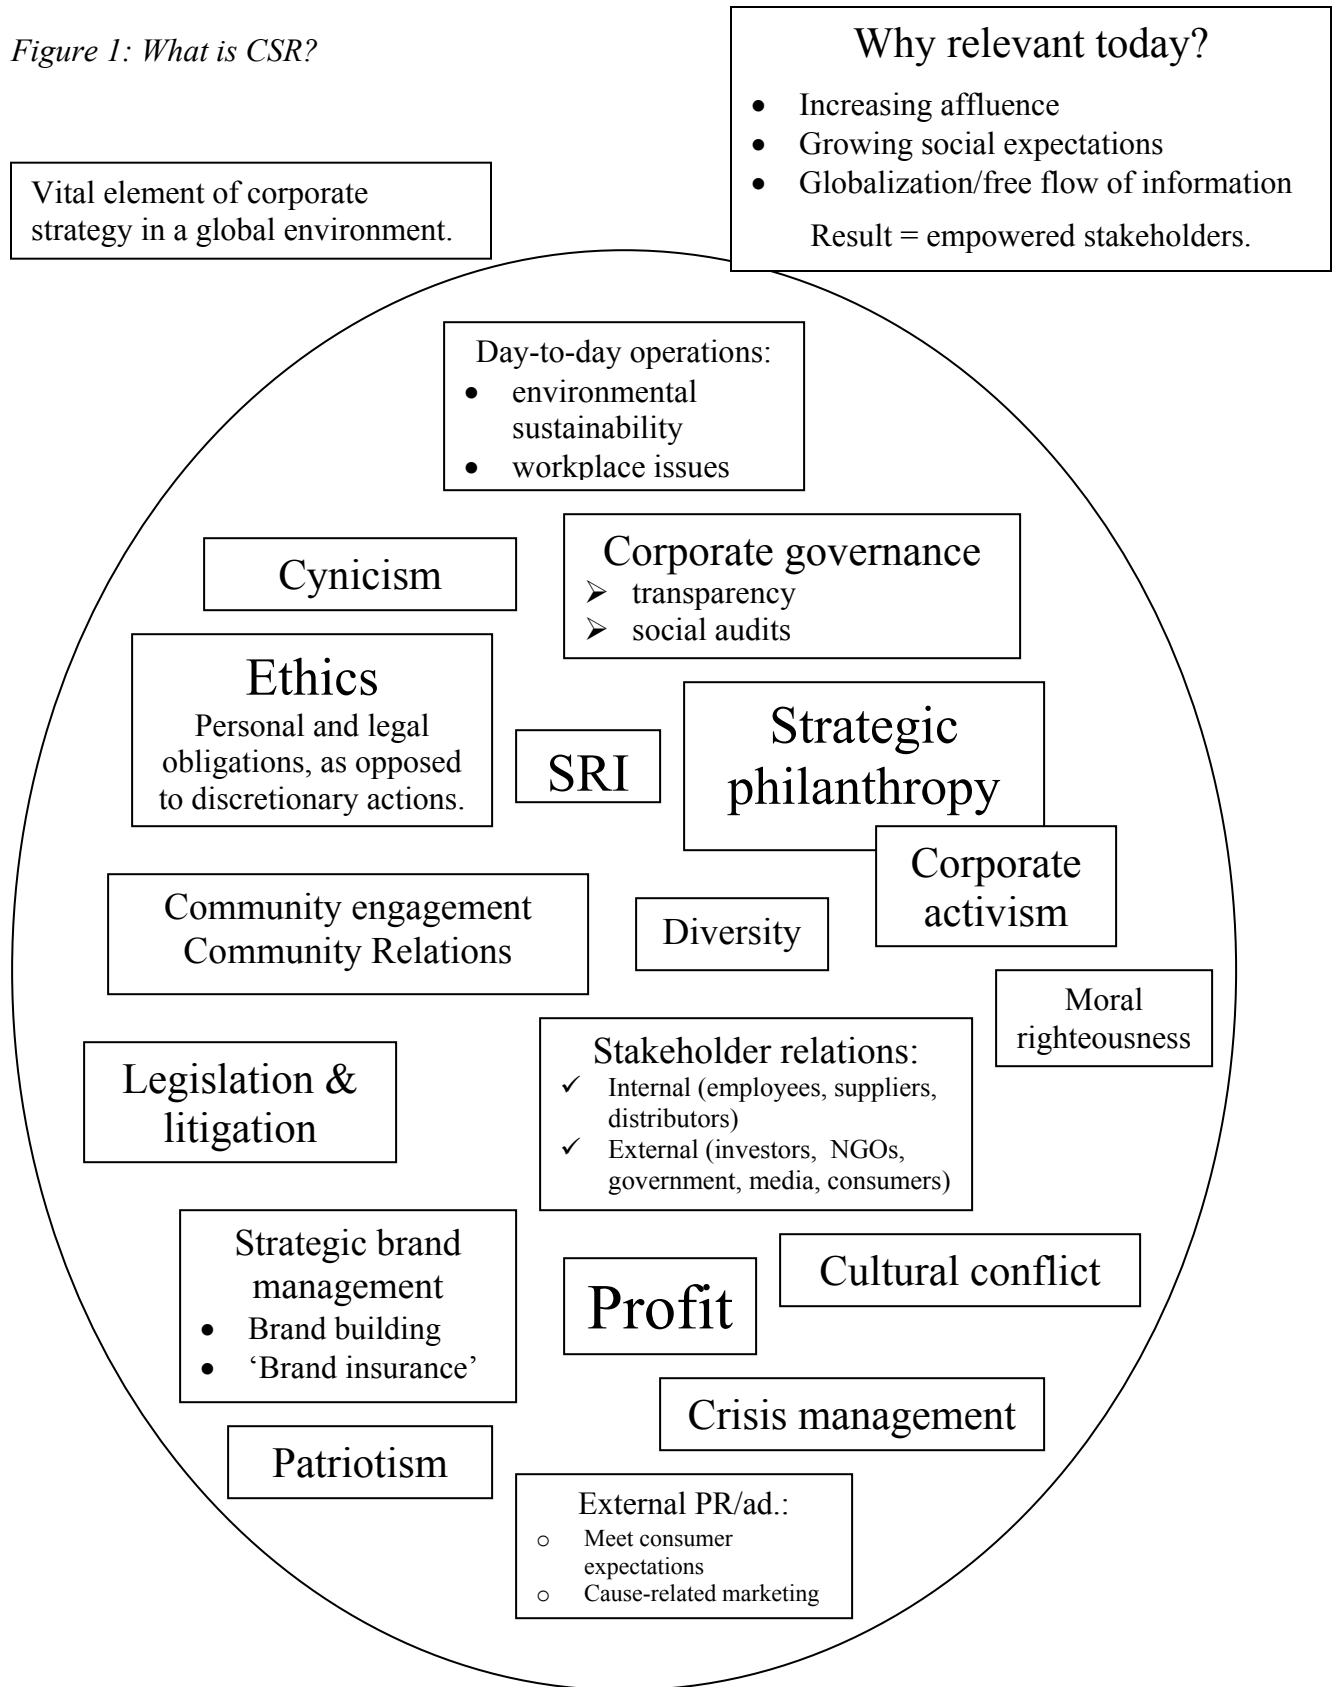 Figure 1: What is CSR?
Why relevant today?
• Increasing affluence
• Growing social expectations
• Globalization/free flow of information
Result = empowered stakeholders.
Vital element of corporate
strategy in a global environment.
Day-to-day operations:
• environmental
sustainability
• workplace issues
Cynicism
Corporate governance
➢ transparency
➢ social audits
Ethics
Personal and legal
obligations, as opposed
to discretionary actions.
SRI
Strategic
philanthropy
Corporate
activism
Community engagement
Community Relations
Diversity
Moral
righteousness
Legislation &
litigation
Stakeholder relations:
✓ Internal (employees, suppliers,
distributors)
✓ External (investors, NGOs,
government, media, consumers)
Strategic brand
management
• Brand building
• ‘Brand insurance’
Profit
Cultural conflict
Crisis management
Patriotism
External PR/ad.:
o Meet consumer
expectations
o Cause-related marketing